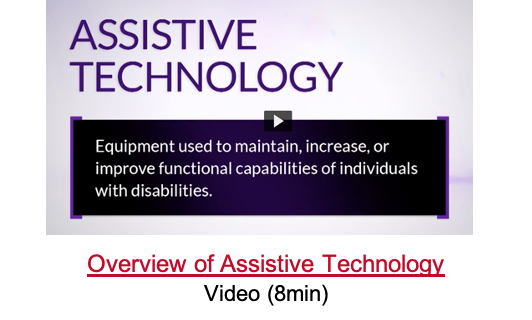 ASSISTIVE
TECHNOLOGY
Equipment used to maintain, increase, or
improve functional capabilities of individuals
with disabilities.
Overview of Assistive Technology
Video (8min)